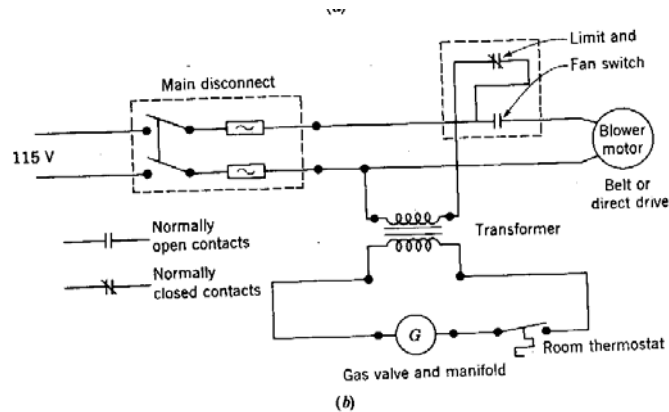 Limit and
Fan switch
Main disconnect
115 V
Blower
motor
Belt or
direct drive
Normally
open contacts
Transformer
Normally
closed contacts
G
Room thermostat
Gas valve and manifold
(b)